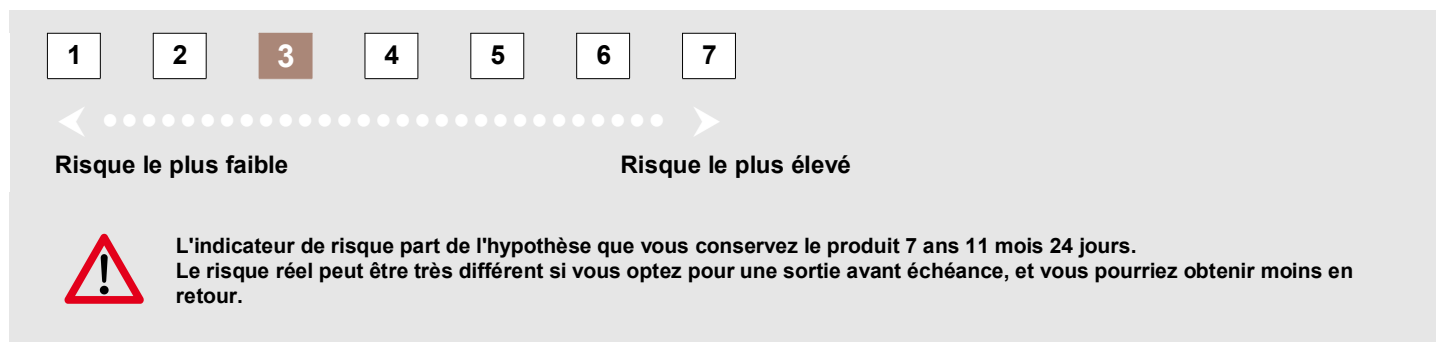 1 2 3 4 5 6 7
Risque le plus faible Risque le plus élevé
L'indicateur de risque part de l'hypothèse que vous conservez le produit 7 ans 11 mois 24 jours.
Le risque réel peut être très différent si vous optez pour une sortie avant échéance, et vous pourriez obtenir moins en
retour.